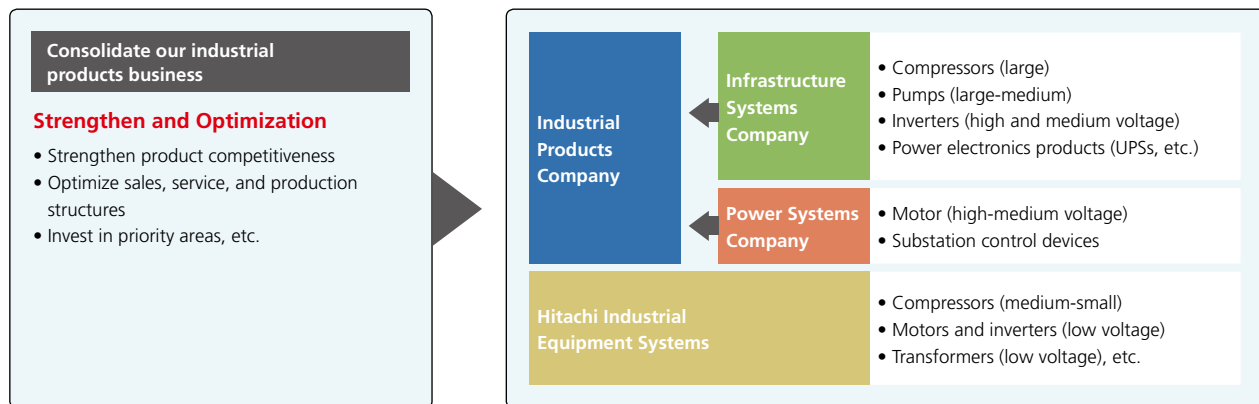 Consolidate our industrial
products business
Strengthen and Optimization
• Strengthen product competitiveness
• Optimize sales, service, and production
structures
• Invest in priority areas, etc.
Industrial
Products
Company
Infrastructure
Systems
Company
• Compressors (large)
• Pumps (large-medium)
• Inverters (high and medium voltage)
• Power electronics products (UPSs, etc.)
Power Systems
Company
• Motor (high-medium voltage)
• Substation control devices
Hitachi Industrial
Equipment Systems
• Compressors (medium-small)
• Motors and inverters (low voltage)
• Transformers (low voltage), etc.